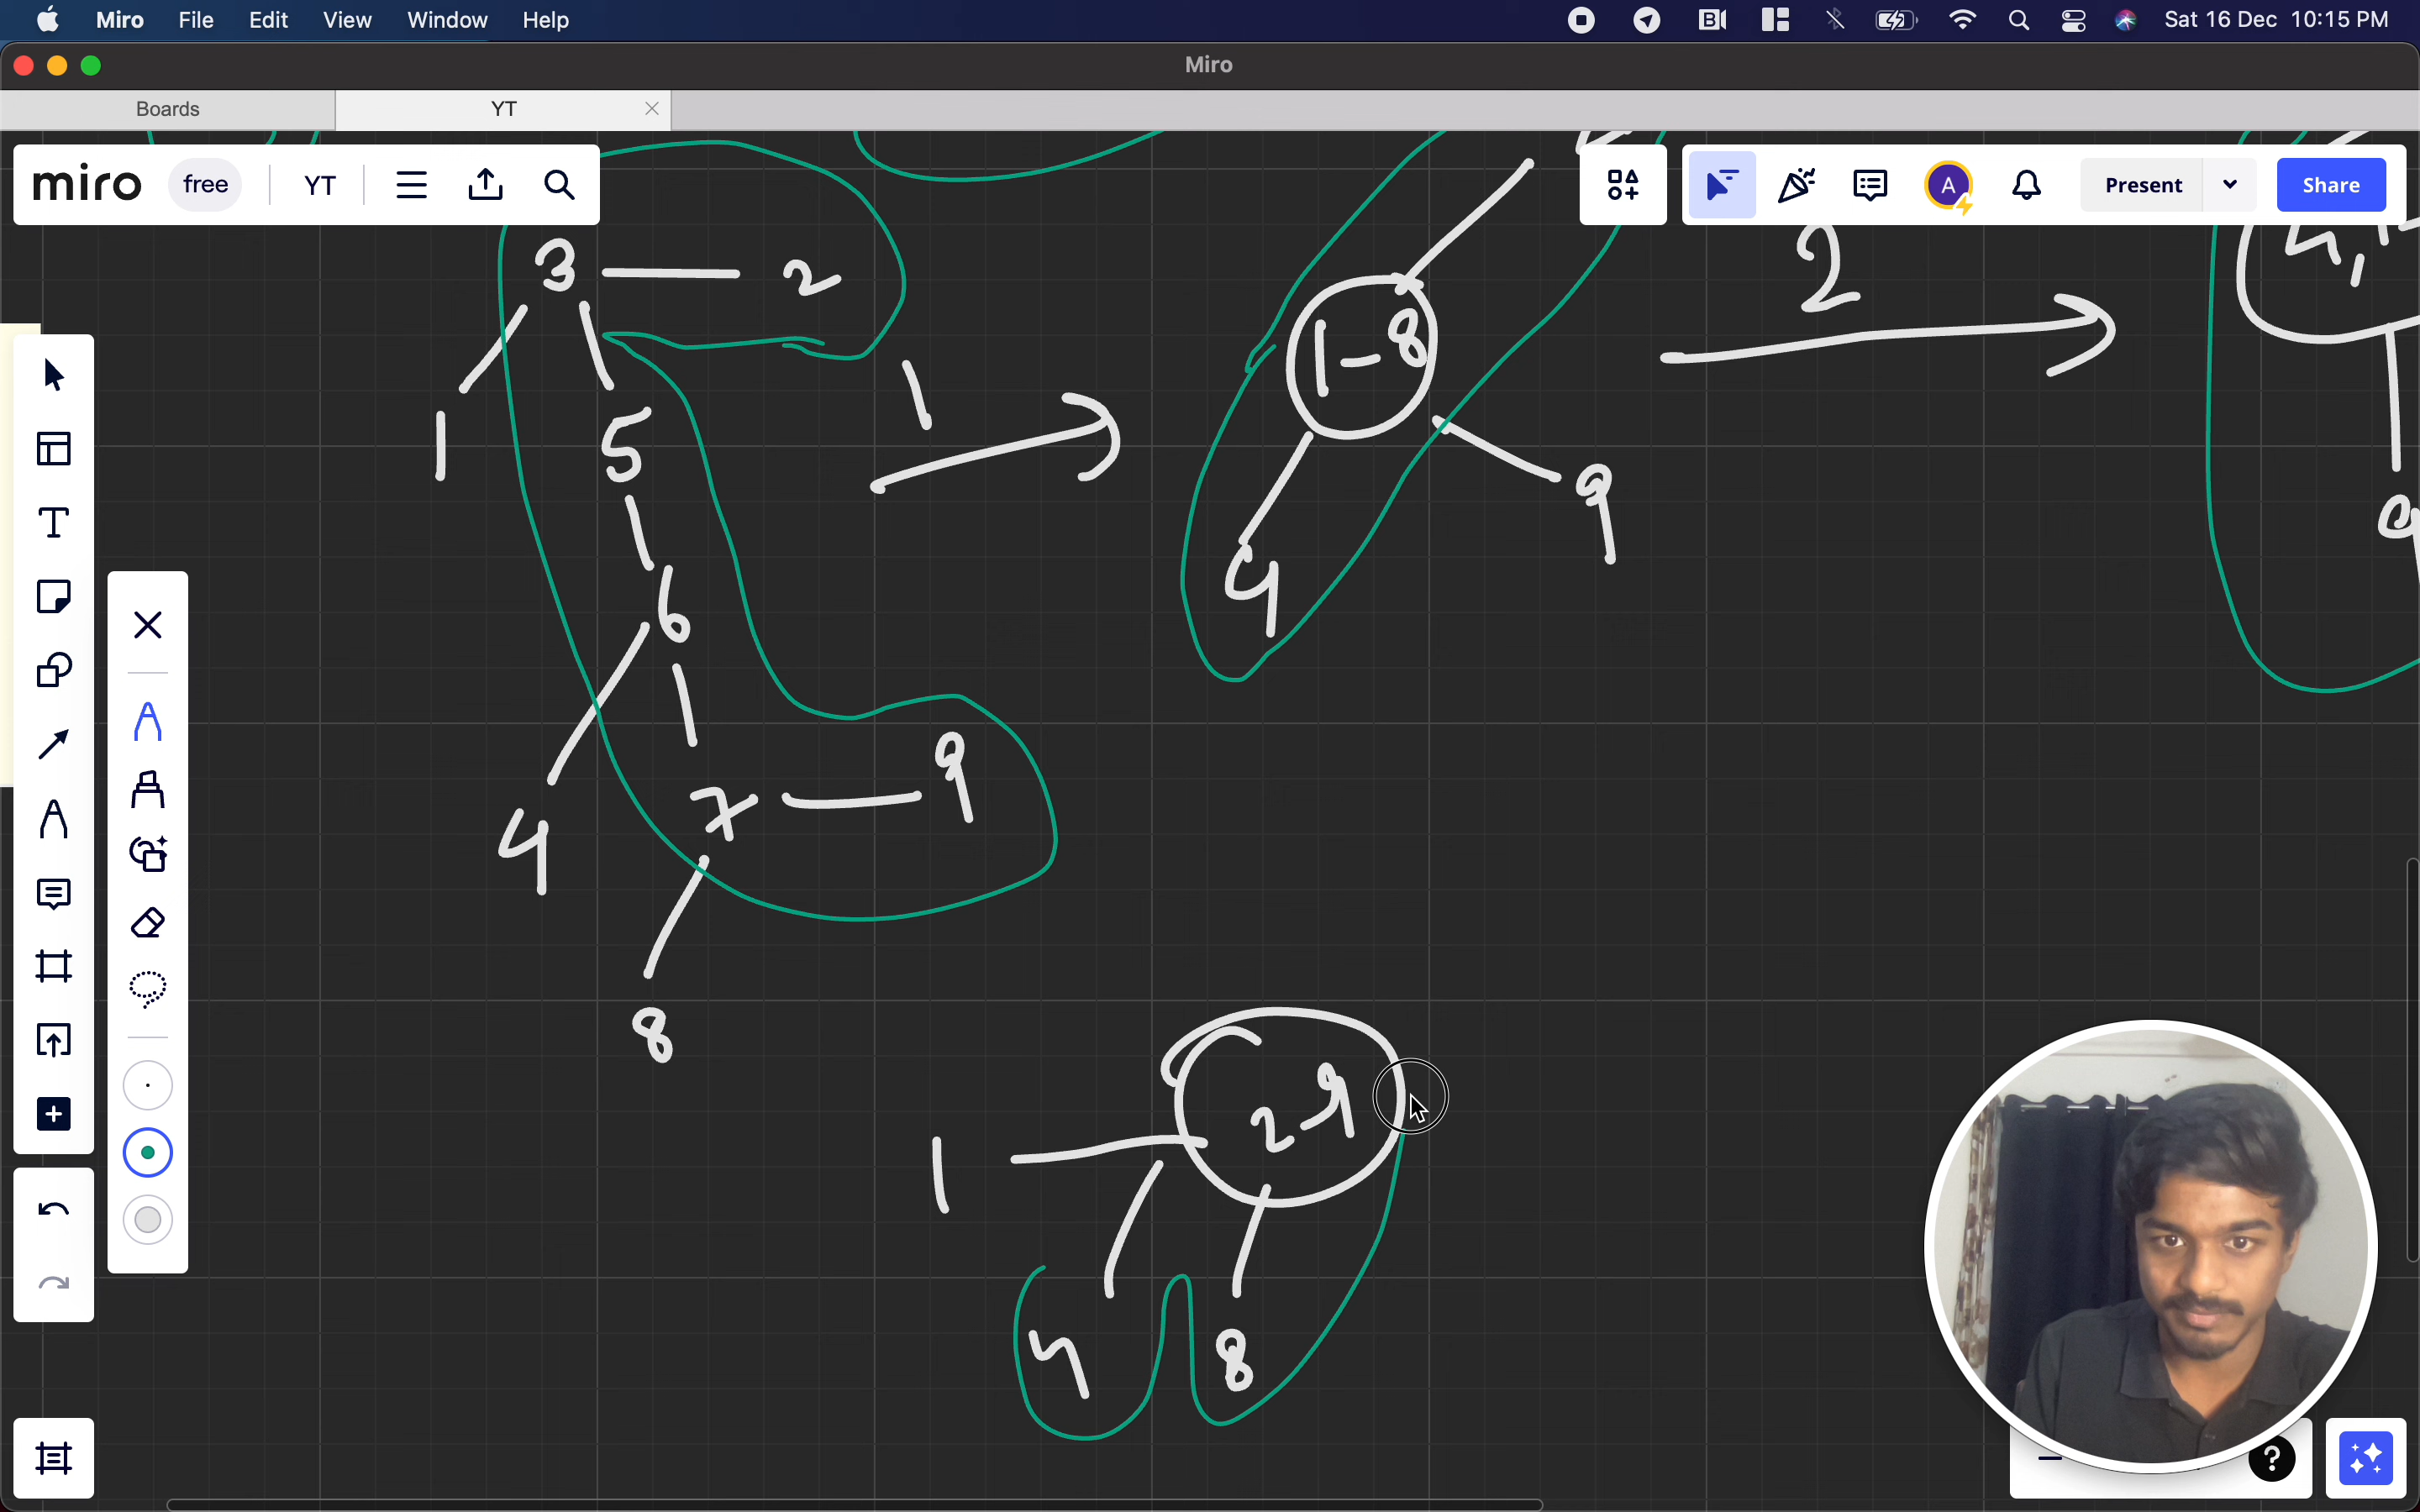 Miro File Edit View Window Help Sat 16 Dec 10:15 PM
Miro
Boards YT
miro free YT A Present Share
3 2
1 5
6
4 7 9
8
1
1-8
4 9
2
4,
9
1 2-9
4 8
?